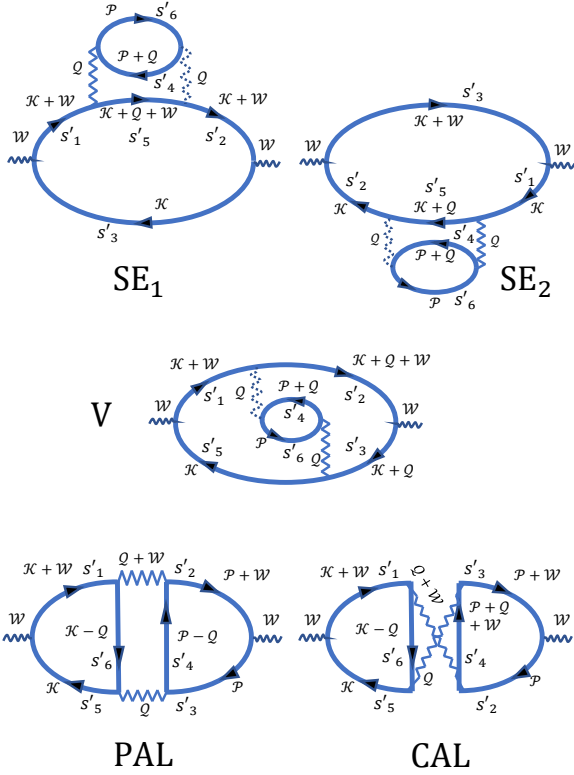 𝒫 s′₆
𝒬 𝒫+𝒬 𝒬
𝒦+𝒲 s′₄ 𝒦+𝒲
𝒦+𝒬+𝒲
𝒲 s′₁ s′₅ s′₂ 𝒲
𝒦
s′₃
SE₁
s′₃
𝒦+𝒲
𝒲 𝒲
s′₂ s′₅ s′₁
𝒦 𝒦+𝒬 𝒦
𝒬 s′₄ 𝒬
𝒫+𝒬
𝒫 s′₆
SE₂
𝒦+𝒲 𝒦+𝒬+𝒲
s′₁ 𝒬 𝒫+𝒬 s′₂
V 𝒲 s′₄ 𝒲
s′₅ 𝒫 s′₆ 𝒬 s′₃
𝒦 𝒦+𝒬
𝒦+𝒲 s′₁ 𝒬+𝒲 s′₂ 𝒫+𝒲
𝒲 𝒦−𝒬 𝒫−𝒬 𝒲
s′₆ s′₄
𝒦 s′₅ 𝒬 s′₃ 𝒫
PAL
𝒦+𝒲 s′₁ 𝒬+𝒲 s′₃ 𝒫+𝒲
𝒲 𝒦−𝒬 𝒫+𝒬+𝒲 𝒲
s′₆ s′₄
𝒦 s′₅ 𝒬 s′₂ 𝒫
CAL